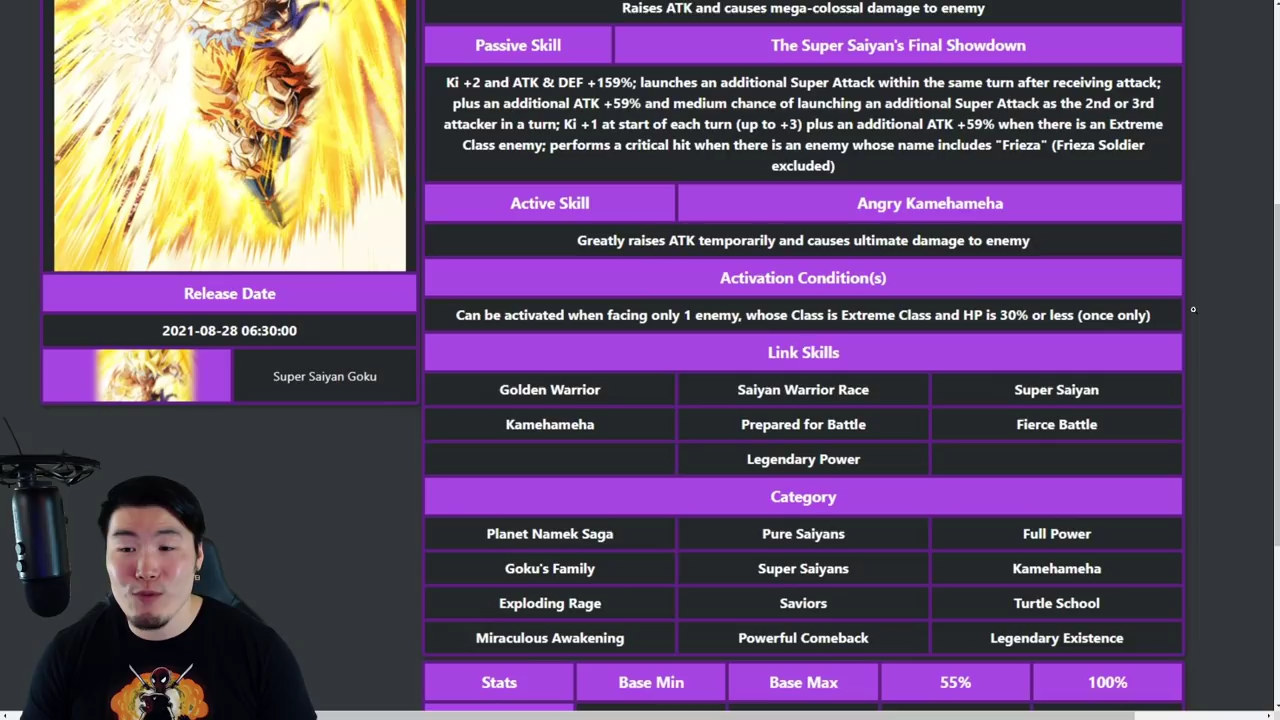 Raises ATK and causes mega-colossal damage to enemy
Passive Skill
The Super Saiyan's Final Showdown
Ki +2 and ATK & DEF +159%; launches an additional Super Attack within the same turn after receiving attack;
plus an additional ATK +59% and medium chance of launching an additional Super Attack as the 2nd or 3rd
attacker in a turn; Ki +1 at start of each turn (up to +3) plus an additional ATK +59% when there is an Extreme
Class enemy; performs a critical hit when there is an enemy whose name includes "Frieza" (Frieza Soldier
excluded)
Active Skill
Angry Kamehameha
Greatly raises ATK temporarily and causes ultimate damage to enemy
Activation Condition(s)
Can be activated when facing only 1 enemy, whose Class is Extreme Class and HP is 30% or less (once only)
Release Date
2021-08-28 06:30:00
Super Saiyan Goku
Link Skills
Golden Warrior
Saiyan Warrior Race
Super Saiyan
Kamehameha
Prepared for Battle
Fierce Battle
Legendary Power
Category
Planet Namek Saga
Pure Saiyans
Full Power
Goku's Family
Super Saiyans
Kamehameha
Exploding Rage
Saviors
Turtle School
Miraculous Awakening
Powerful Comeback
Legendary Existence
Stats
Base Min
Base Max
55%
100%